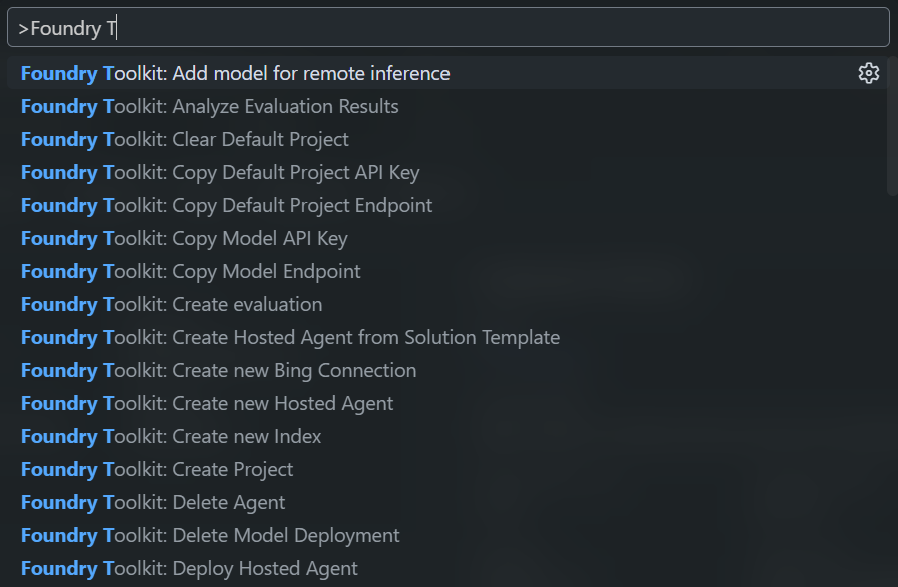 >Foundry T
Foundry Toolkit: Add model for remote inference
Foundry Toolkit: Analyze Evaluation Results
Foundry Toolkit: Clear Default Project
Foundry Toolkit: Copy Default Project API Key
Foundry Toolkit: Copy Default Project Endpoint
Foundry Toolkit: Copy Model API Key
Foundry Toolkit: Copy Model Endpoint
Foundry Toolkit: Create evaluation
Foundry Toolkit: Create Hosted Agent from Solution Template
Foundry Toolkit: Create new Bing Connection
Foundry Toolkit: Create new Hosted Agent
Foundry Toolkit: Create new Index
Foundry Toolkit: Create Project
Foundry Toolkit: Delete Agent
Foundry Toolkit: Delete Model Deployment
Foundry Toolkit: Deploy Hosted Agent